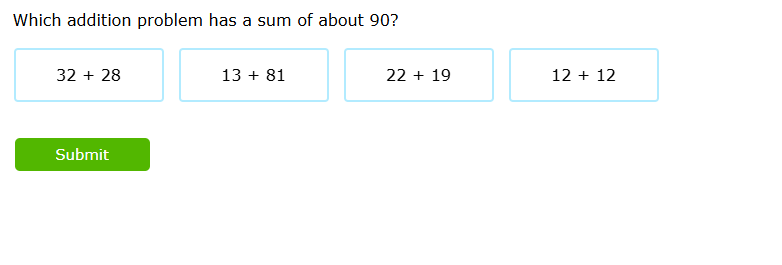 Which addition problem has a sum of about 90?
32 + 28
13 + 81
22 + 19
12 + 12
Submit